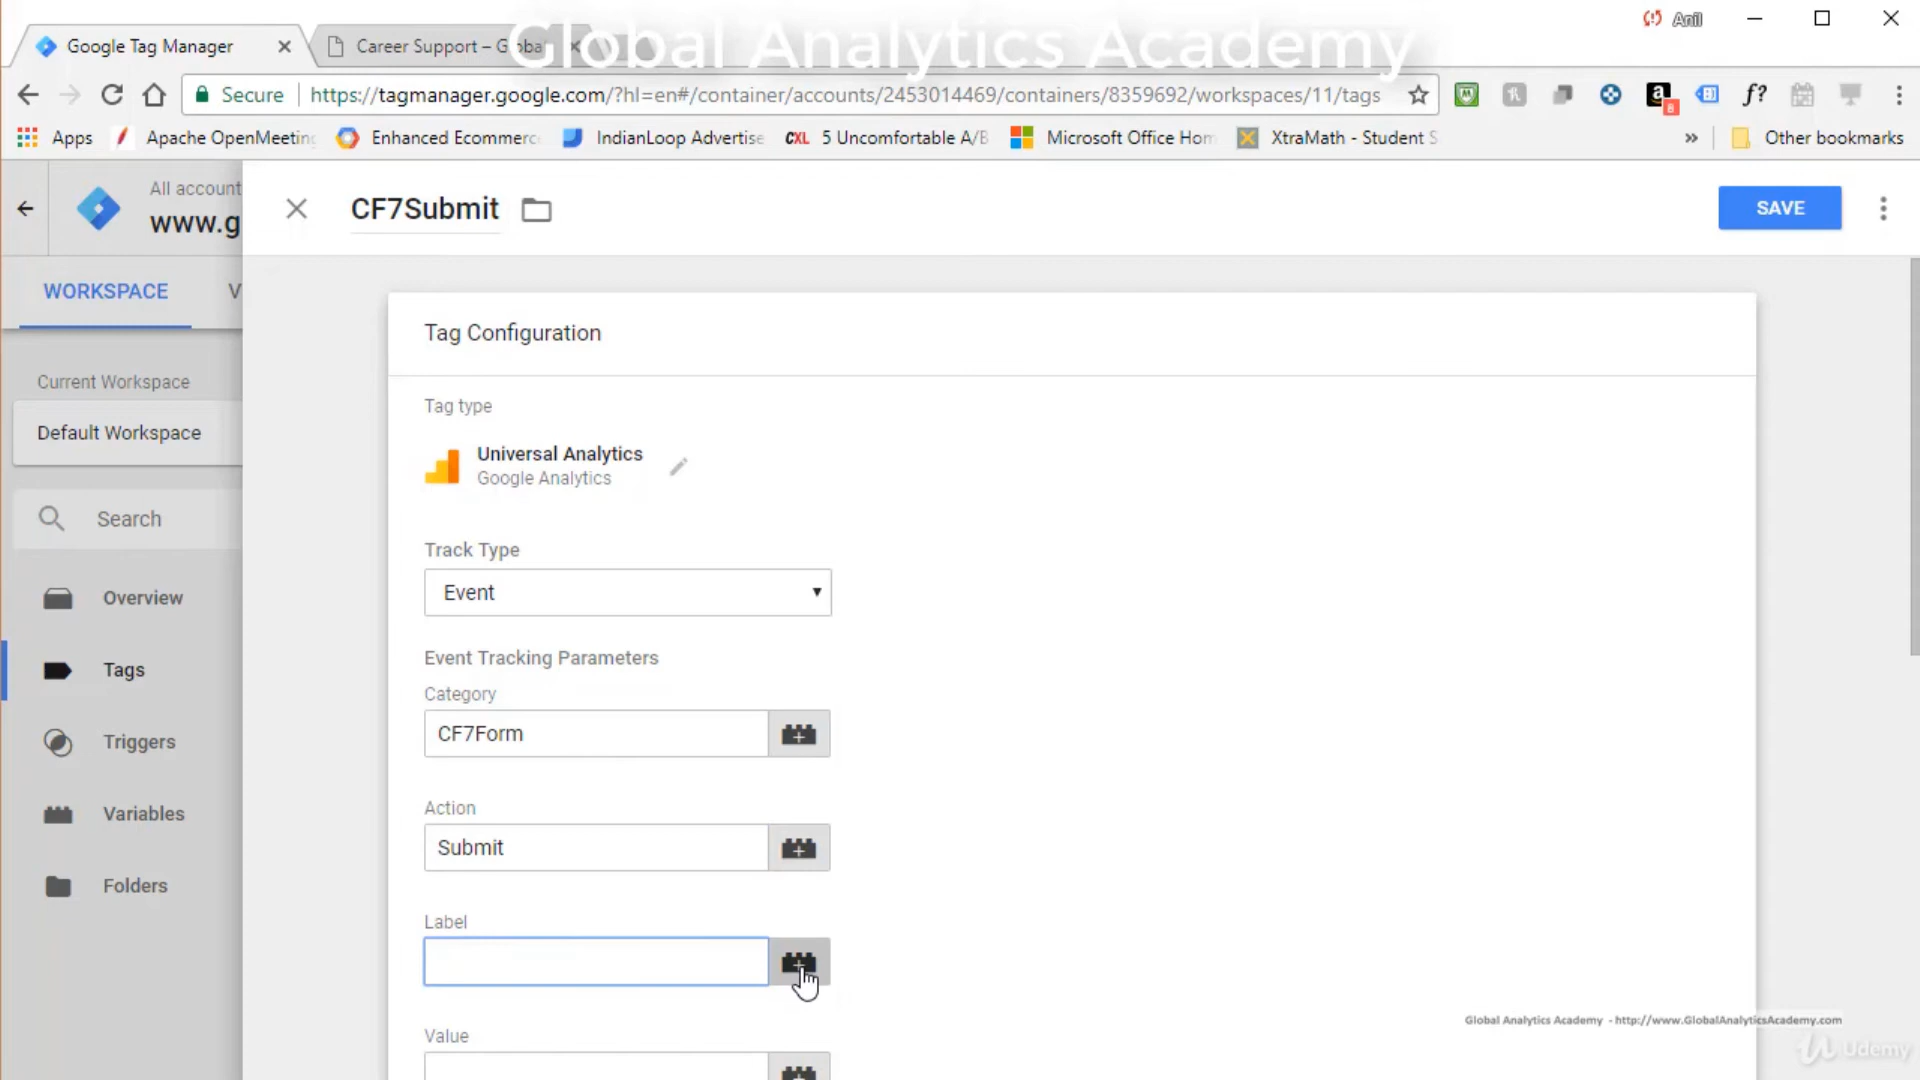 Global Analytics Academy
Anil
Google Tag Manager
Career Support – Global
Secure
https://tagmanager.google.com/?hl=en#/container/accounts/2453014469/containers/8359692/workspaces/11/tags
8
f?
Apps
Apache OpenMeeting
Enhanced Ecommerc
IndianLoop Advertise
CXL
5 Uncomfortable A/B
Microsoft Office Hom
XtraMath - Student S
»
Other bookmarks
All account
www.g
CF7Submit
SAVE
WORKSPACE
V
Tag Configuration
Current Workspace
Default Workspace
Tag type
Universal Analytics
Google Analytics
Search
Track Type
Event
Overview
Event Tracking Parameters
Tags
Category
CF7Form
Triggers
Action
Variables
Submit
Folders
Label
Value
Global Analytics Academy - http://www.GlobalAnalyticsAcademy.com
Udemy